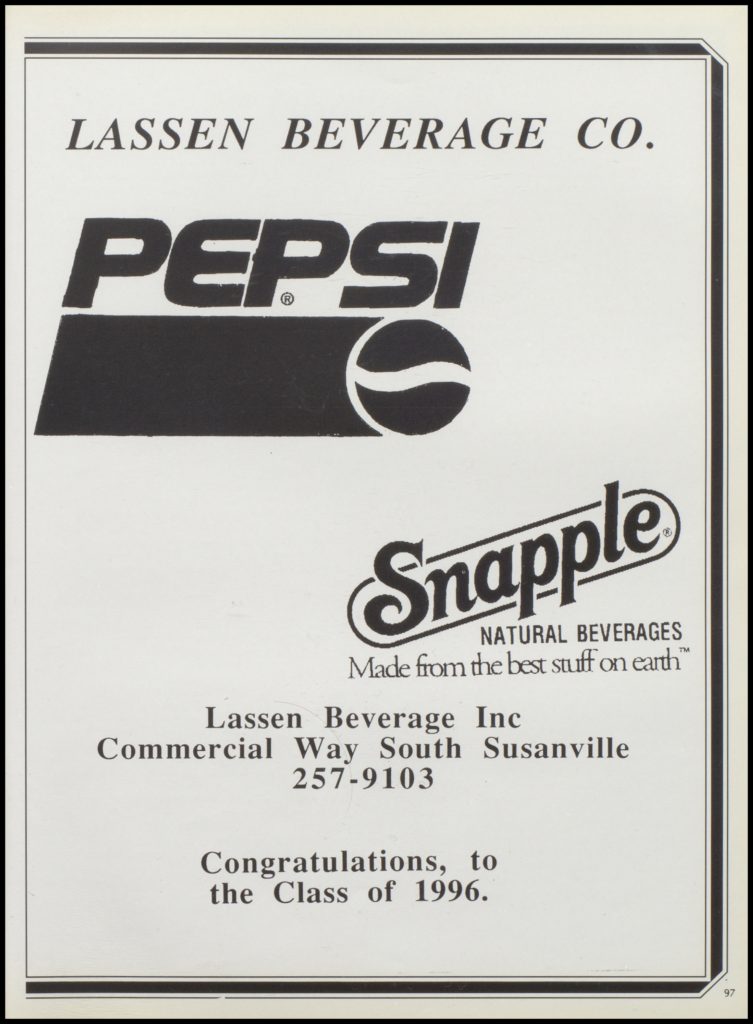 LASSEN BEVERAGE CO.
PEPSI
®
Snapple®
NATURAL BEVERAGES
Made from the best stuff on earth™
Lassen Beverage Inc
Commercial Way South Susanville
257-9103
Congratulations, to
the Class of 1996.
97